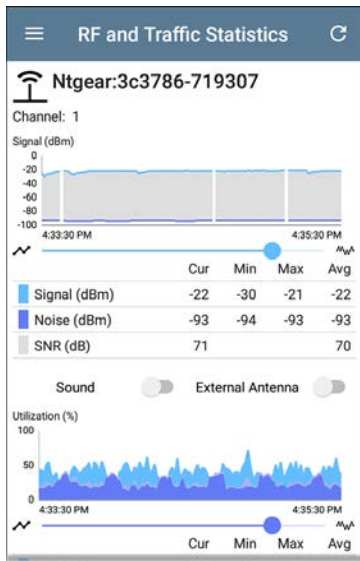 RF and Traffic Statistics
Ntgear:3c3786-719307
Channel: 1
Signal (dBm)
0
-20
-40
-60
-80
-100
4:33:30 PM 4:35:30 PM
Cur Min Max Avg
Signal (dBm) -22 -30 -21 -22
Noise (dBm) -93 -94 -93 -93
SNR (dB) 71 70
Sound External Antenna
Utilization (%)
100
50
0
4:33:30 PM 4:35:30 PM
Cur Min Max Avg